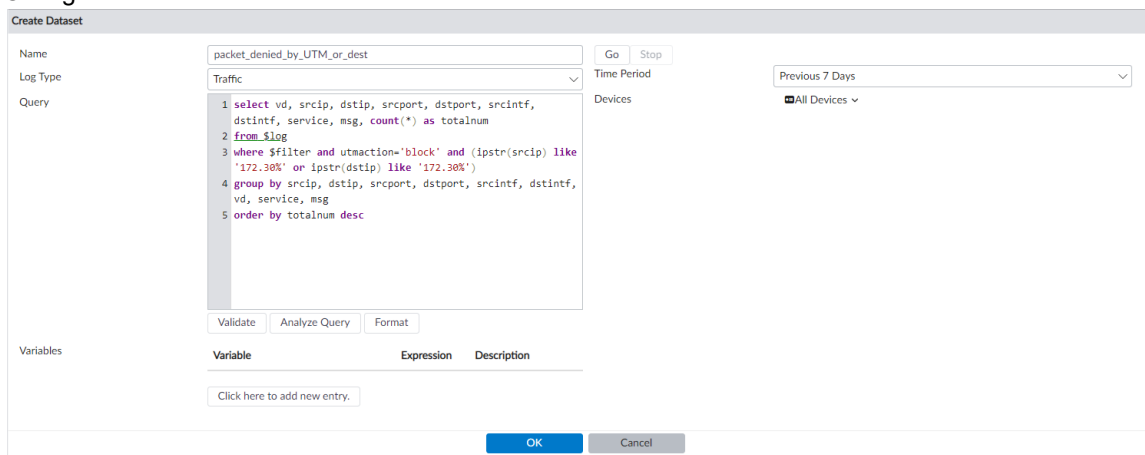 Create Dataset
Name
packet_denied_by_UTM_or_dest
Go Stop
Log Type
Traffic
Time Period
Previous 7 Days
Query
Devices
All Devices
1 select vd, srcip, dstip, srcport, dstport, srcintf,
dstintf, service, msg, count(*) as totalnum
2 from $log
3 where $filter and utmaction='block' and (ipstr(srcip) like
'172.30%' or ipstr(dstip) like '172.30%')
4 group by srcip, dstip, srcport, dstport, srcintf, dstintf,
vd, service, msg
5 order by totalnum desc
Validate Analyze Query Format
Variables
Variable Expression Description
Click here to add new entry.
OK Cancel